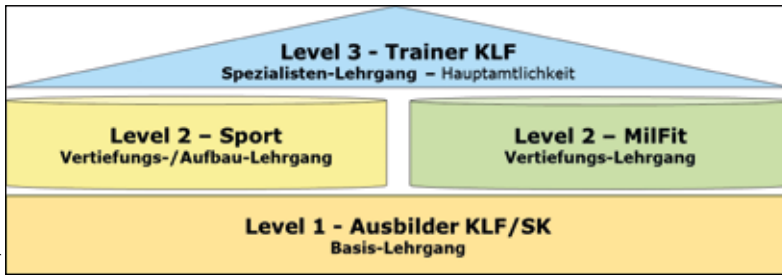 Level 3 - Trainer KLF
Spezialisten-Lehrgang – Hauptamtlichkeit
Level 2 – Sport
Vertiefungs-/Aufbau-Lehrgang
Level 2 – MilFit
Vertiefungs-Lehrgang
Level 1 - Ausbilder KLF/SK
Basis-Lehrgang